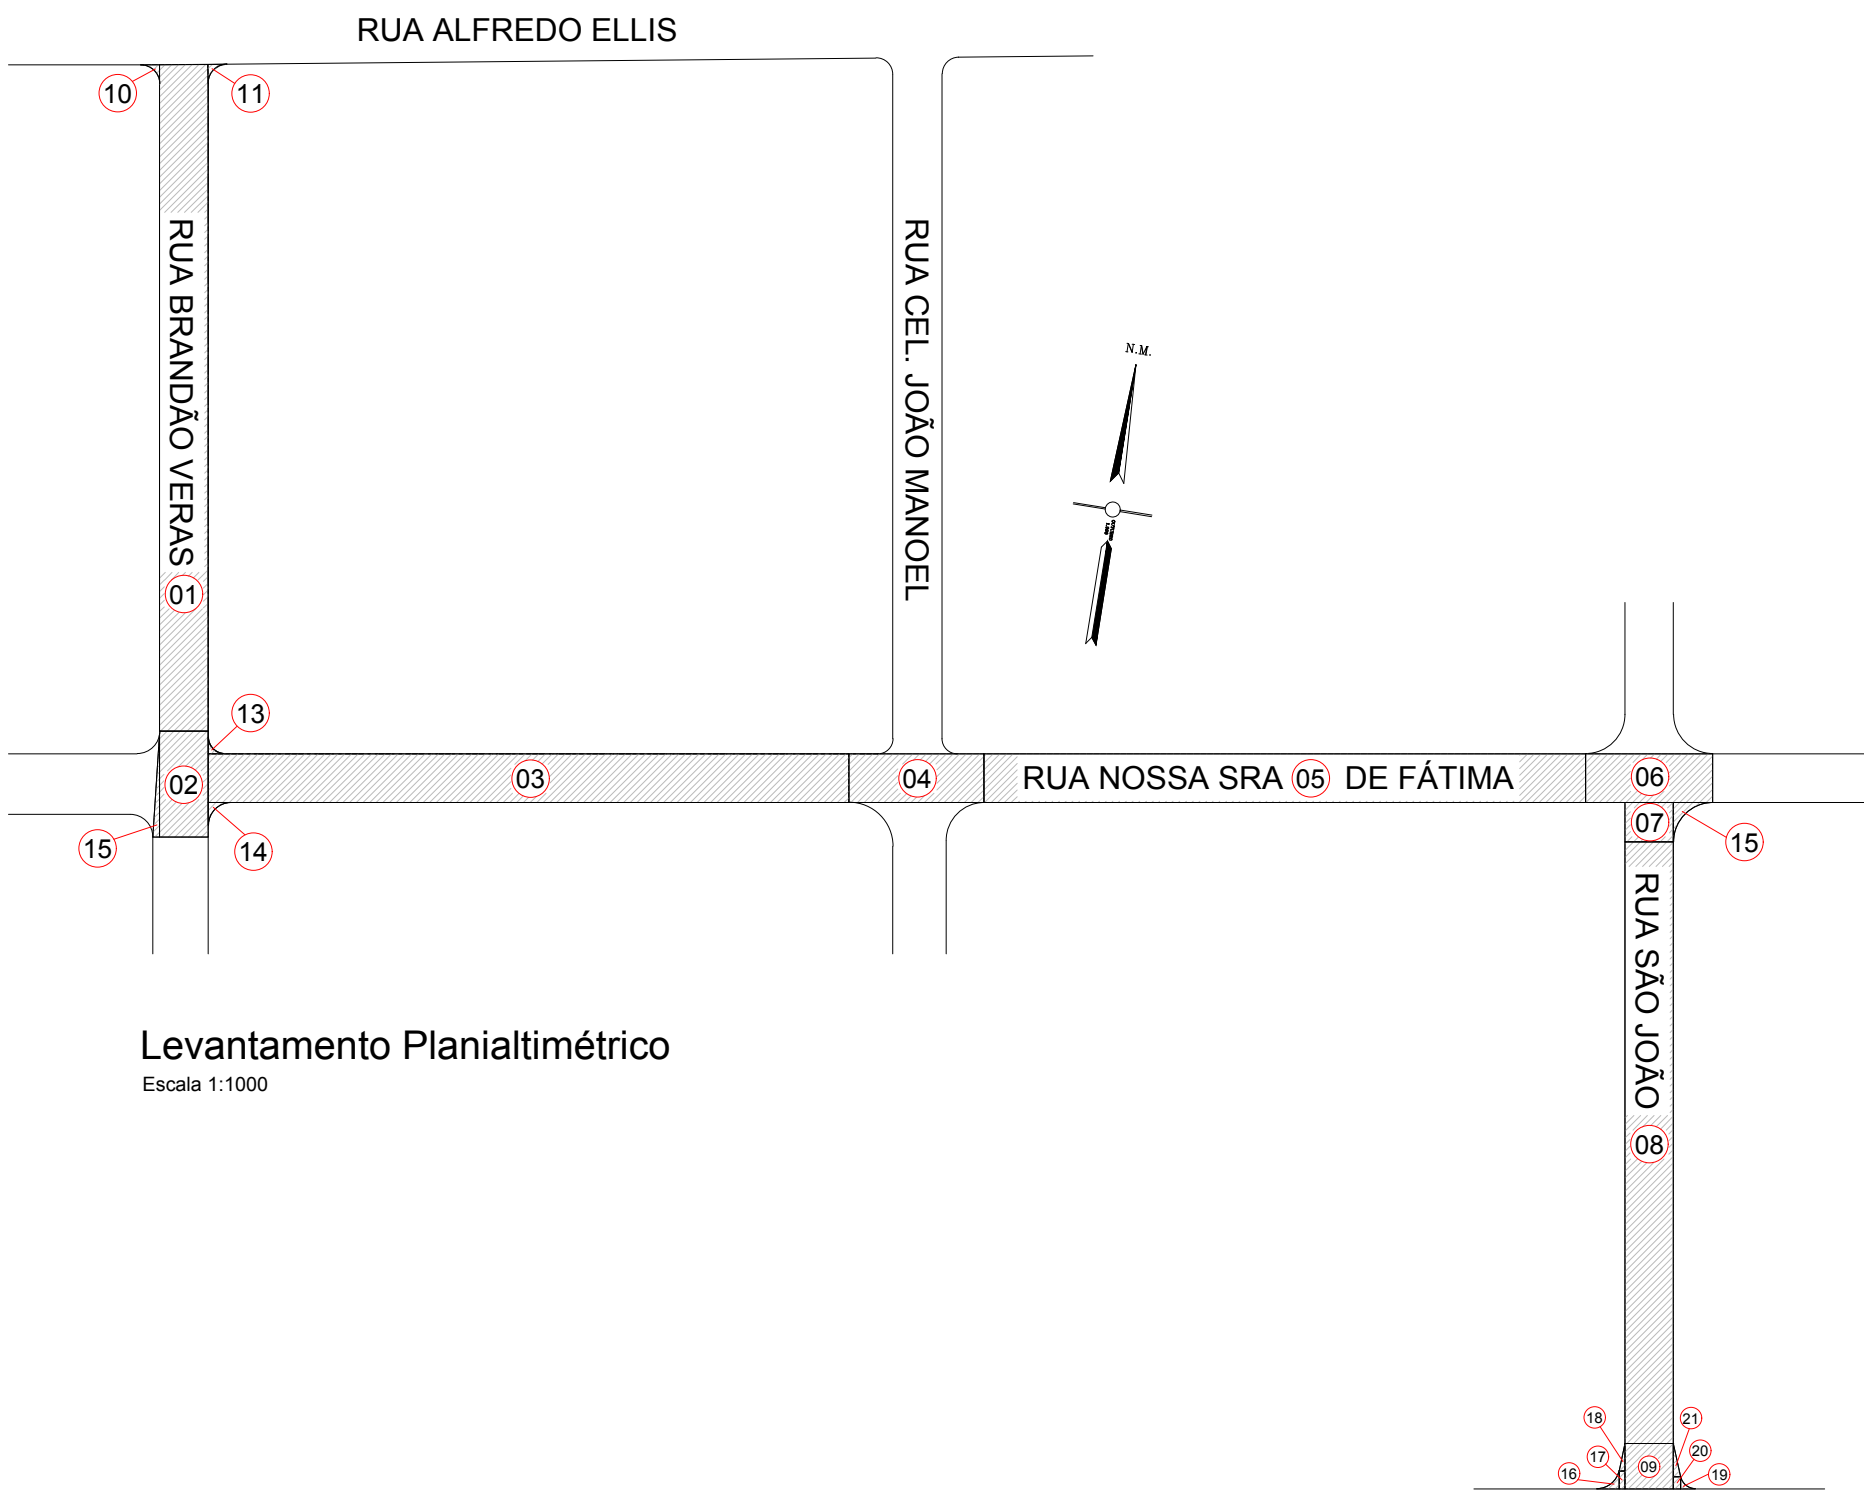 RUA ALFREDO ELLIS
10
11
RUA BRANDÃO VERAS
RUA CEL. JOÃO MANOEL
N.M.
01
13
02
03
04
RUA NOSSA SRA 05 DE FÁTIMA
06
07
15
14
15
RUA SÃO JOÃO
Levantamento Planialtimétrico
Escala 1:1000
08
18
21
17
09
20
16
19